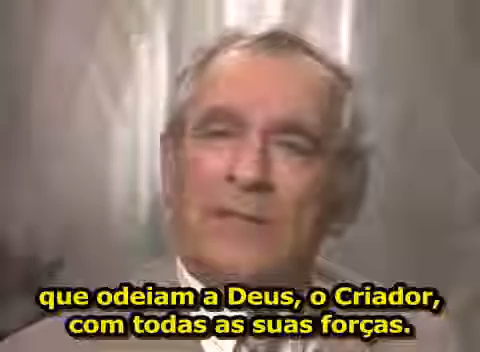 que odeiam a Deus, o Criador,
com todas as suas forças.